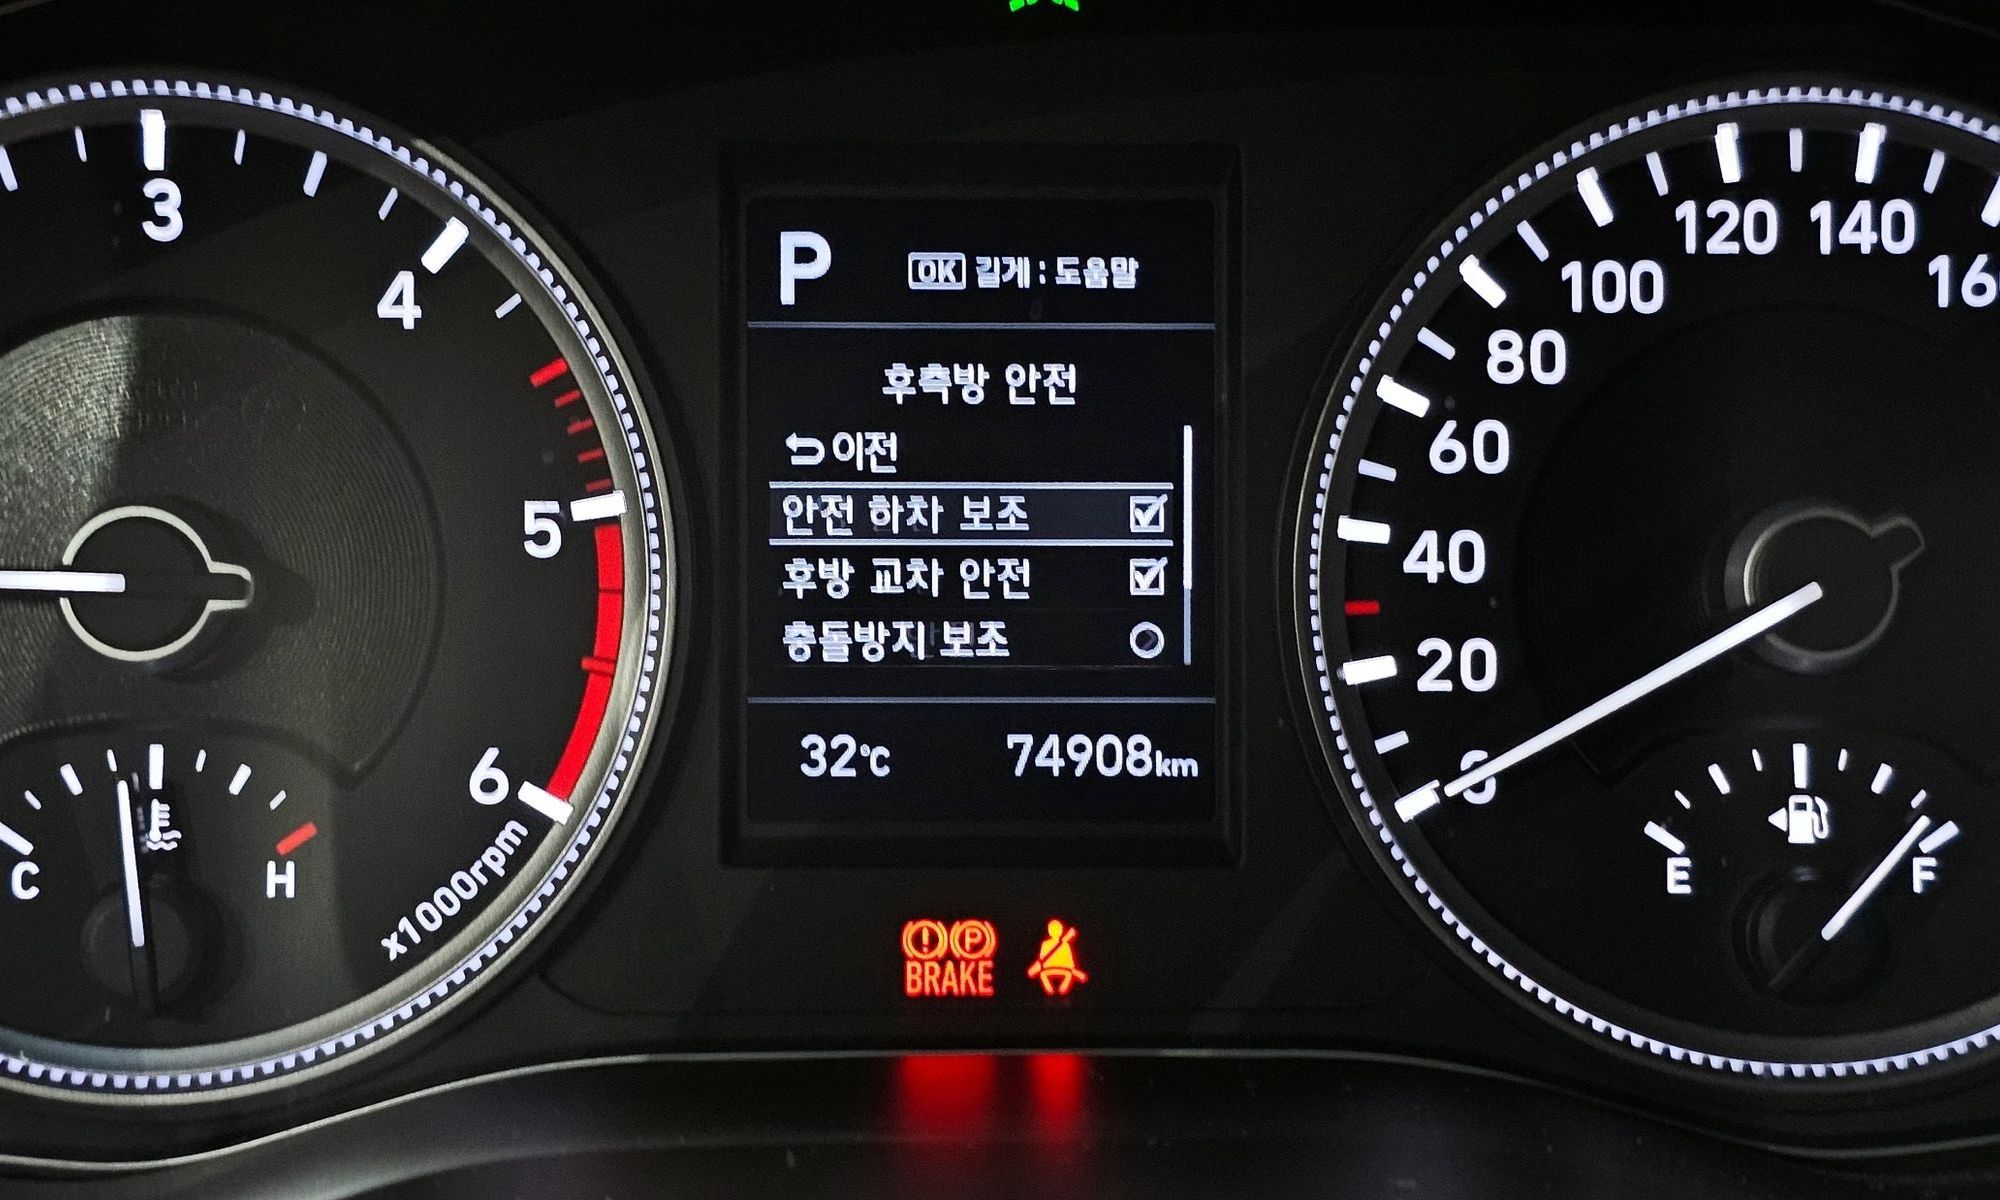 3
4
5
6
x1000rpm
C
H
P
OK 길게 : 도움말
후측방 안전
이전
안전 하차 보조
후방 교차 안전
충돌방지 보조
32°C
74908km
P
BRAKE
160
140
120
100
80
60
40
20
0
E
F